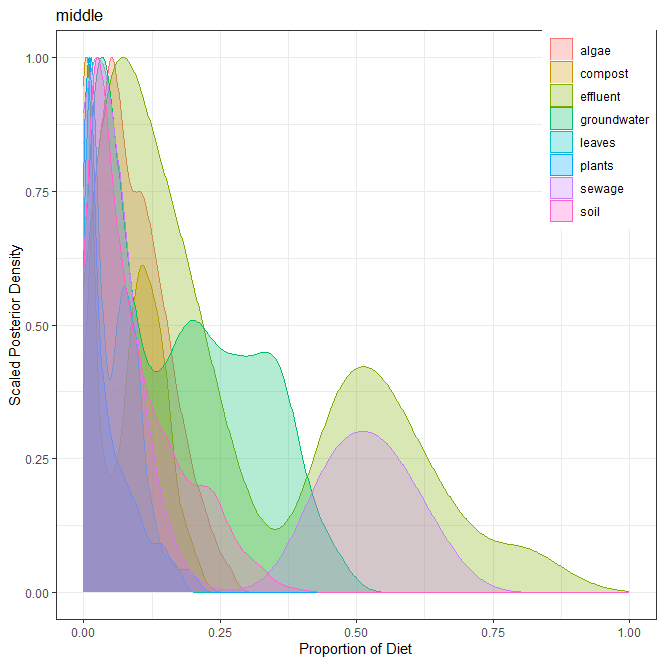 middle
1.00
0.75
0.50
0.25
0.00
Scaled Posterior Density
algae
compost
effluent
groundwater
leaves
plants
sewage
soil
0.00 0.25 0.50 0.75 1.00
Proportion of Diet